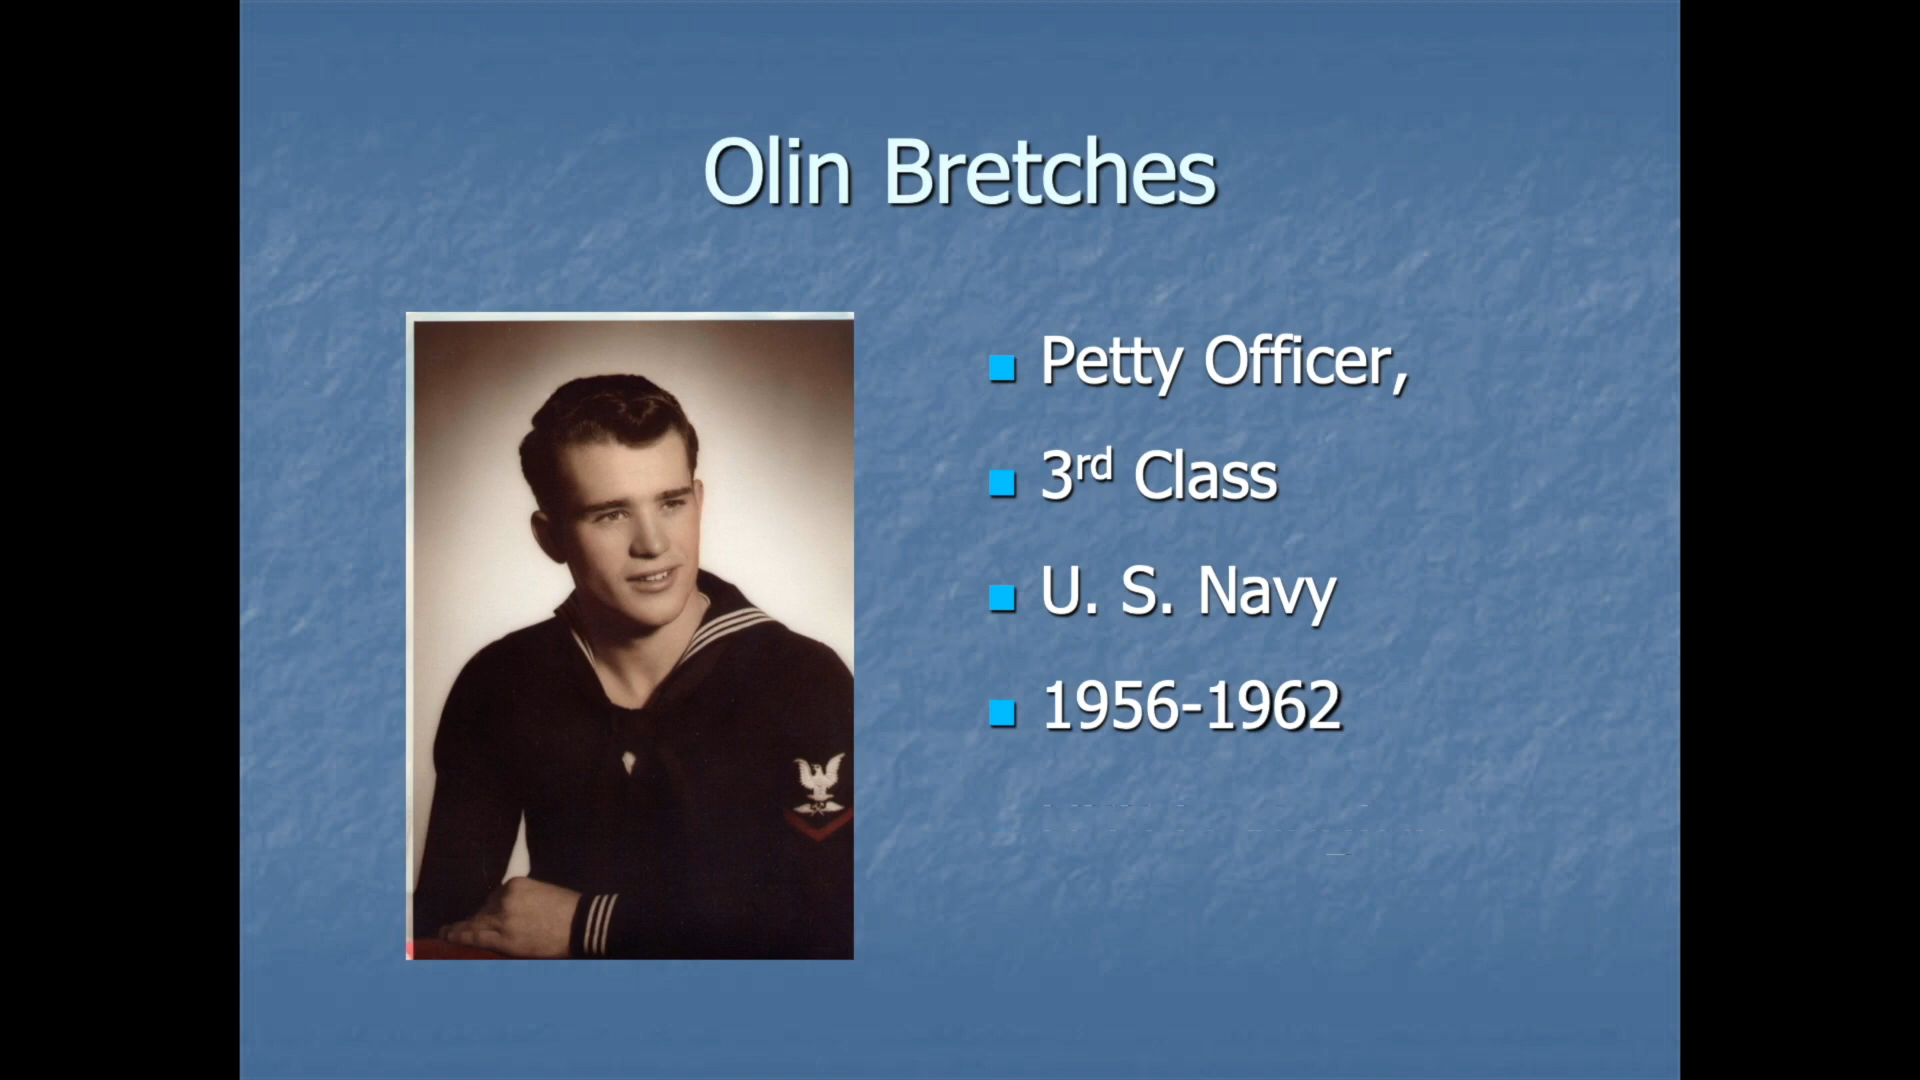 Olin Bretches
Petty Officer,
3rd Class
U. S. Navy
1956-1962